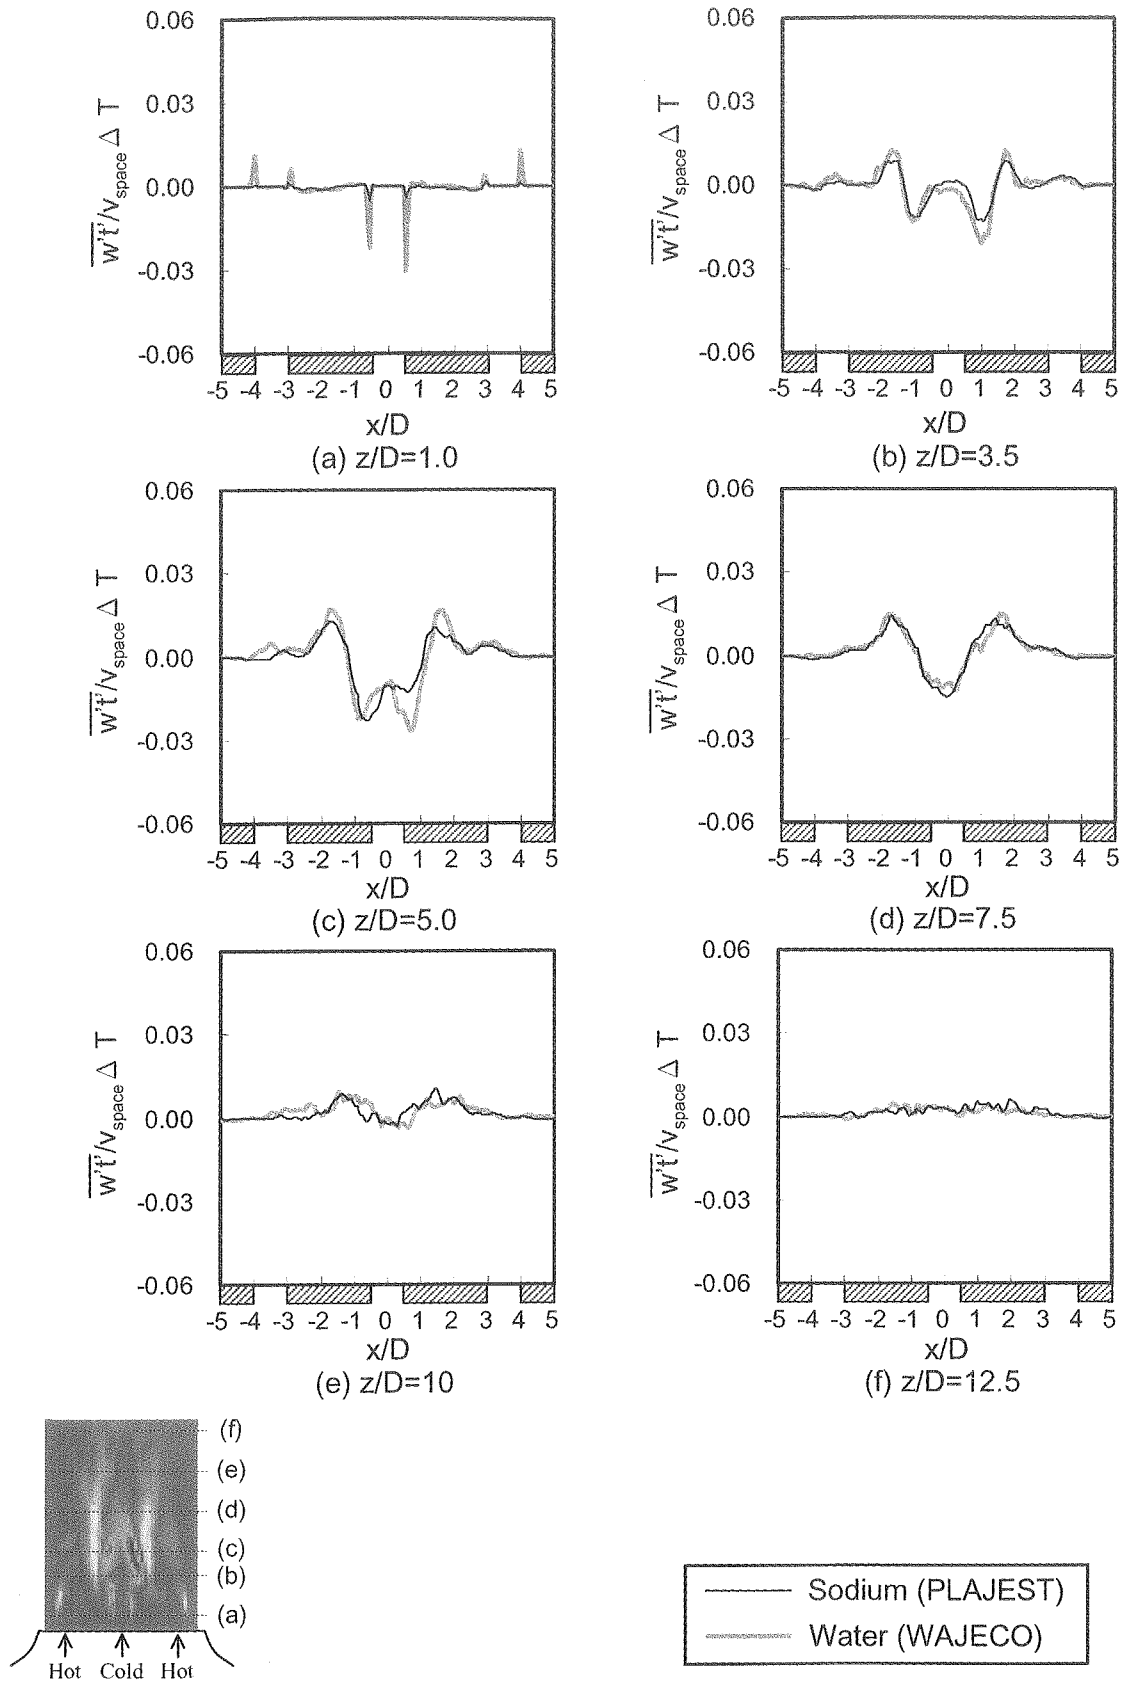 0.06
0.03
0.00
-0.03
-0.06
w't'/v_space Δ T
-5 -4 -3 -2 -1 0 1 2 3 4 5
x/D
(a) z/D=1.0
0.06
0.03
0.00
-0.03
-0.06
w't'/v_space Δ T
-5 -4 -3 -2 -1 0 1 2 3 4 5
x/D
(b) z/D=3.5
0.06
0.03
0.00
-0.03
-0.06
w't'/v_space Δ T
-5 -4 -3 -2 -1 0 1 2 3 4 5
x/D
(c) z/D=5.0
0.06
0.03
0.00
-0.03
-0.06
w't'/v_space Δ T
-5 -4 -3 -2 -1 0 1 2 3 4 5
x/D
(d) z/D=7.5
0.06
0.03
0.00
-0.03
-0.06
w't'/v_space Δ T
-5 -4 -3 -2 -1 0 1 2 3 4 5
x/D
(e) z/D=10
0.06
0.03
0.00
-0.03
-0.06
w't'/v_space Δ T
-5 -4 -3 -2 -1 0 1 2 3 4 5
x/D
(f) z/D=12.5
(f)
(e)
(d)
(c)
(b)
(a)
Hot Cold Hot
Sodium (PLAJEST)
Water (WAJECO)